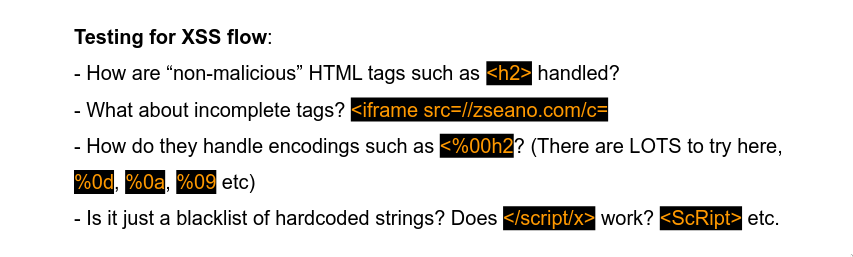 Testing for XSS flow:
- How are “non-malicious” HTML tags such as <h2> handled?
- What about incomplete tags? <iframe src=//zseano.com/c=
- How do they handle encodings such as <%00h2? (There are LOTS to try here,
%0d, %0a, %09 etc)
- Is it just a blacklist of hardcoded strings? Does </script/x> work? <ScRipt> etc.